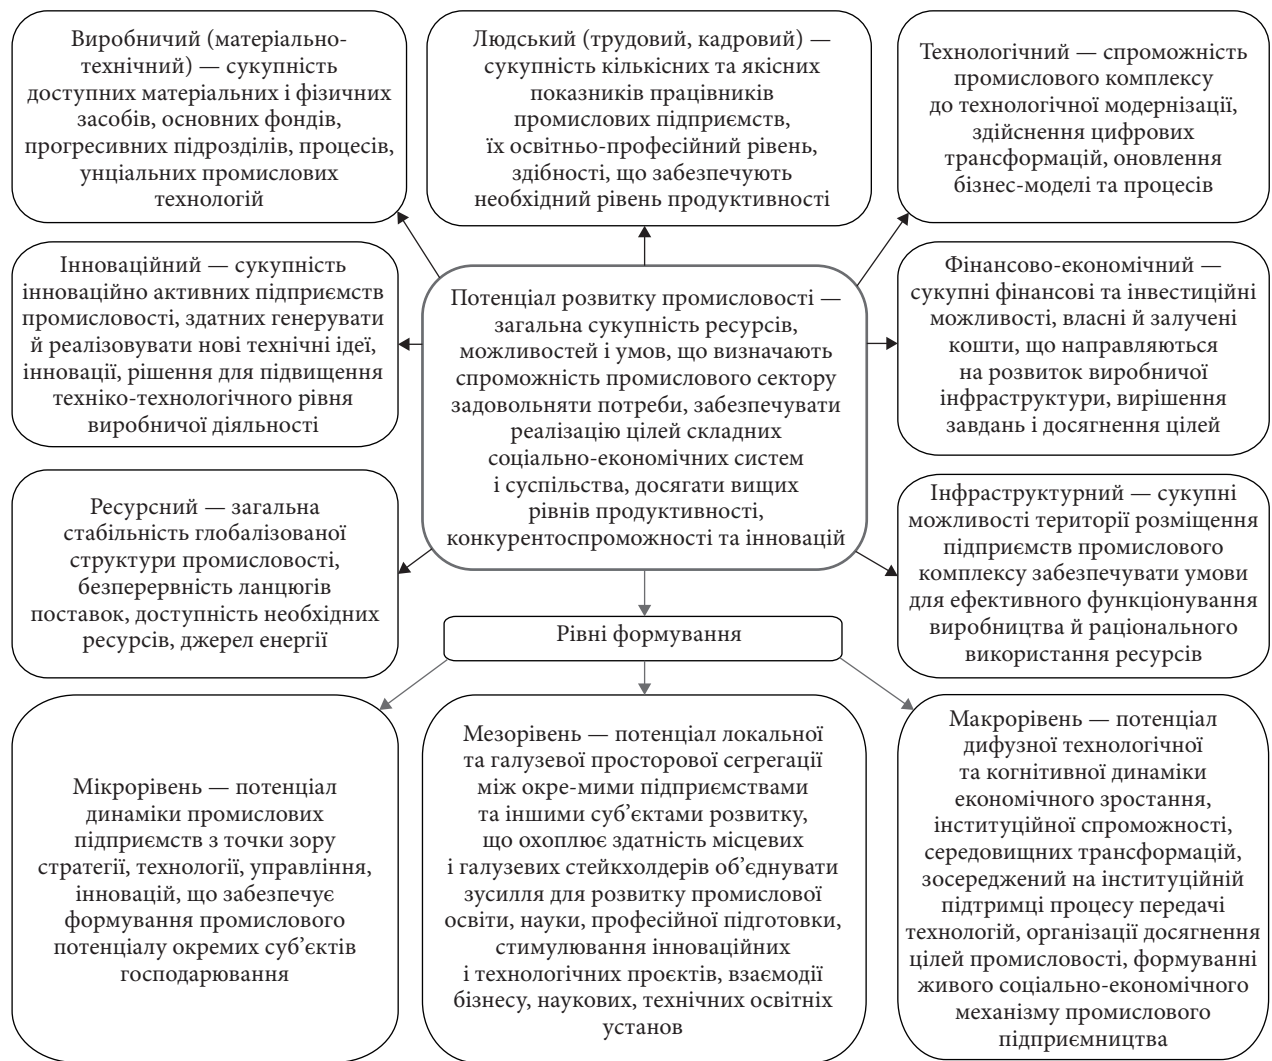 Виробничий (матеріально-
технічний) — сукупність
доступних матеріальних і фізичних
засобів, основних фондів,
прогресивних підрозділів, процесів,
унціальних промислових
технологій
Людський (трудовий, кадровий) —
сукупність кількісних та якісних
показників працівників
промислових підприємств,
їх освітньо-професійний рівень,
здібності, що забезпечують
необхідний рівень продуктивності
Технологічний — спроможність
промислового комплексу
до технологічної модернізації,
здійснення цифрових
трансформацій, оновлення
бізнес-моделі та процесів
Інноваційний — сукупність
інноваційно активних підприємств
промисловості, здатних генерувати
й реалізовувати нові технічні ідеї,
інновації, рішення для підвищення
техніко-технологічного рівня
виробничої діяльності
Потенціал розвитку промисловості —
загальна сукупність ресурсів,
можливостей і умов, що визначають
спроможність промислового сектору
задовольняти потреби, забезпечувати
реалізацію цілей складних
соціально-економічних систем
і суспільства, досягати вищих
рівнів продуктивності,
конкурентоспроможності та інновацій
Фінансово-економічний —
сукупні фінансові та інвестиційні
можливості, власні й залучені
кошти, що направляються
на розвиток виробничої
інфраструктури, вирішення
завдань і досягнення цілей
Ресурсний — загальна
стабільність глобалізованої
структури промисловості,
безперервність ланцюгів
поставок, доступність необхідних
ресурсів, джерел енергії
Інфраструктурний — сукупні
можливості території розміщення
підприємств промислового
комплексу забезпечувати умови
для ефективного функціонування
виробництва й раціонального
використання ресурсів
Рівні формування
Мікрорівень — потенціал
динаміки промислових
підприємств з точки зору
стратегії, технології, управління,
інновацій, що забезпечує
формування промислового
потенціалу окремих суб’єктів
господарювання
Мезорівень — потенціал локальної
та галузевої просторової сегрегації
між окре-мими підприємствами
та іншими суб’єктами розвитку,
що охоплює здатність місцевих
і галузевих стейкхолдерів об’єднувати
зусилля для розвитку промислової
освіти, науки, професійної підготовки,
стимулювання інноваційних
і технологічних проєктів, взаємодії
бізнесу, наукових, технічних освітніх
установ
Макрорівень — потенціал
дифузної технологічної
та когнітивної динаміки
економічного зростання,
інституційної спроможності,
середовищних трансформацій,
зосереджений на інституційній
підтримці процесу передачі
технологій, організації досягнення
цілей промисловості, формуванні
живого соціально-економічного
механізму промислового
підприємництва